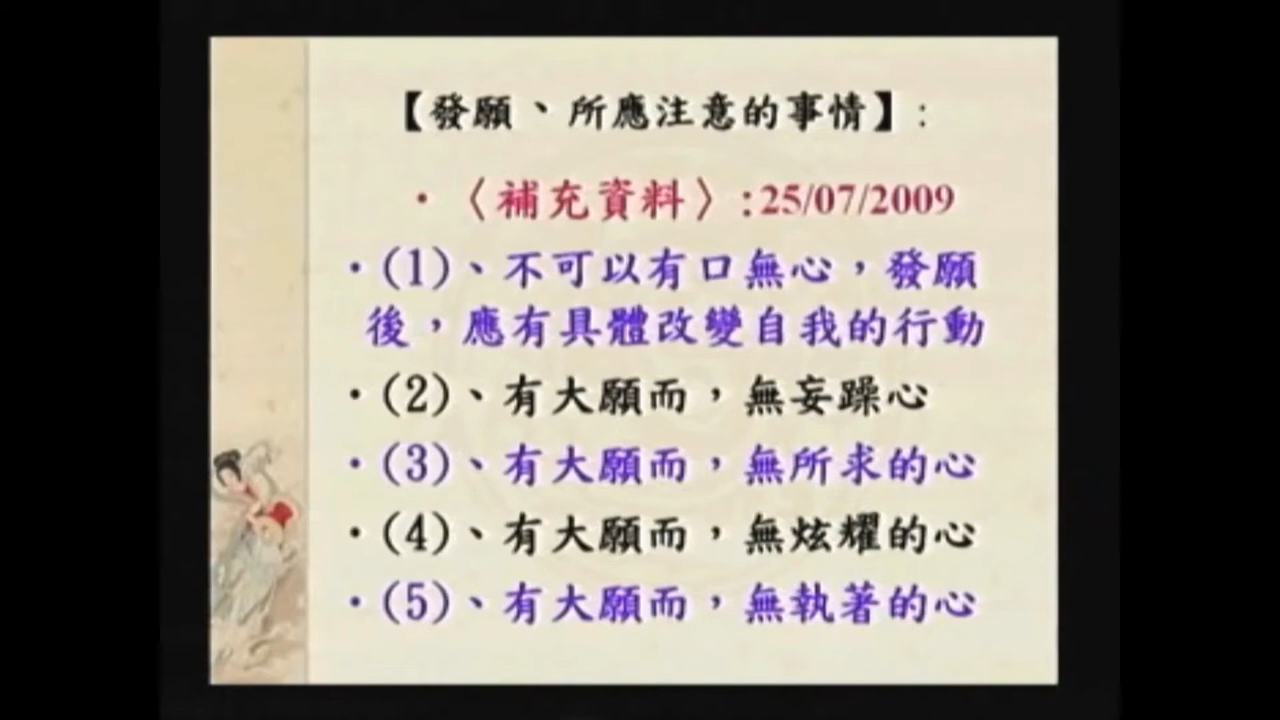 【發願、所應注意的事情】:
•〈補充資料〉:25/07/2009
•(1)、不可以有口無心，發願
後，應有具體改變自我的行動
•(2)、有大願而，無妄躁心
•(3)、有大願而，無所求的心
•(4)、有大願而，無炫耀的心
•(5)、有大願而，無執著的心